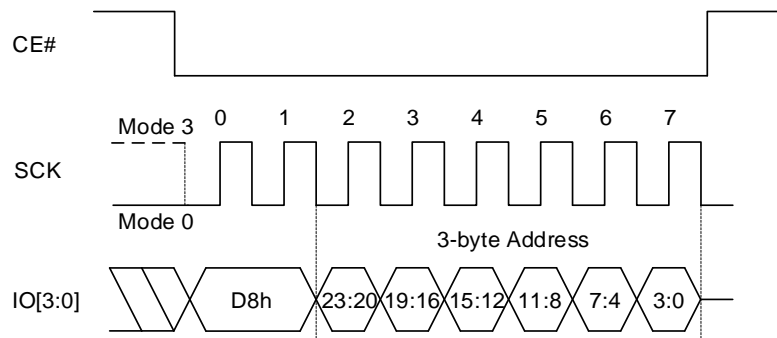 CE#
Mode 3 0 1 2 3 4 5 6 7
SCK
Mode 0
3-byte Address
IO[3:0] D8h 23:20 19:16 15:12 11:8 7:4 3:0